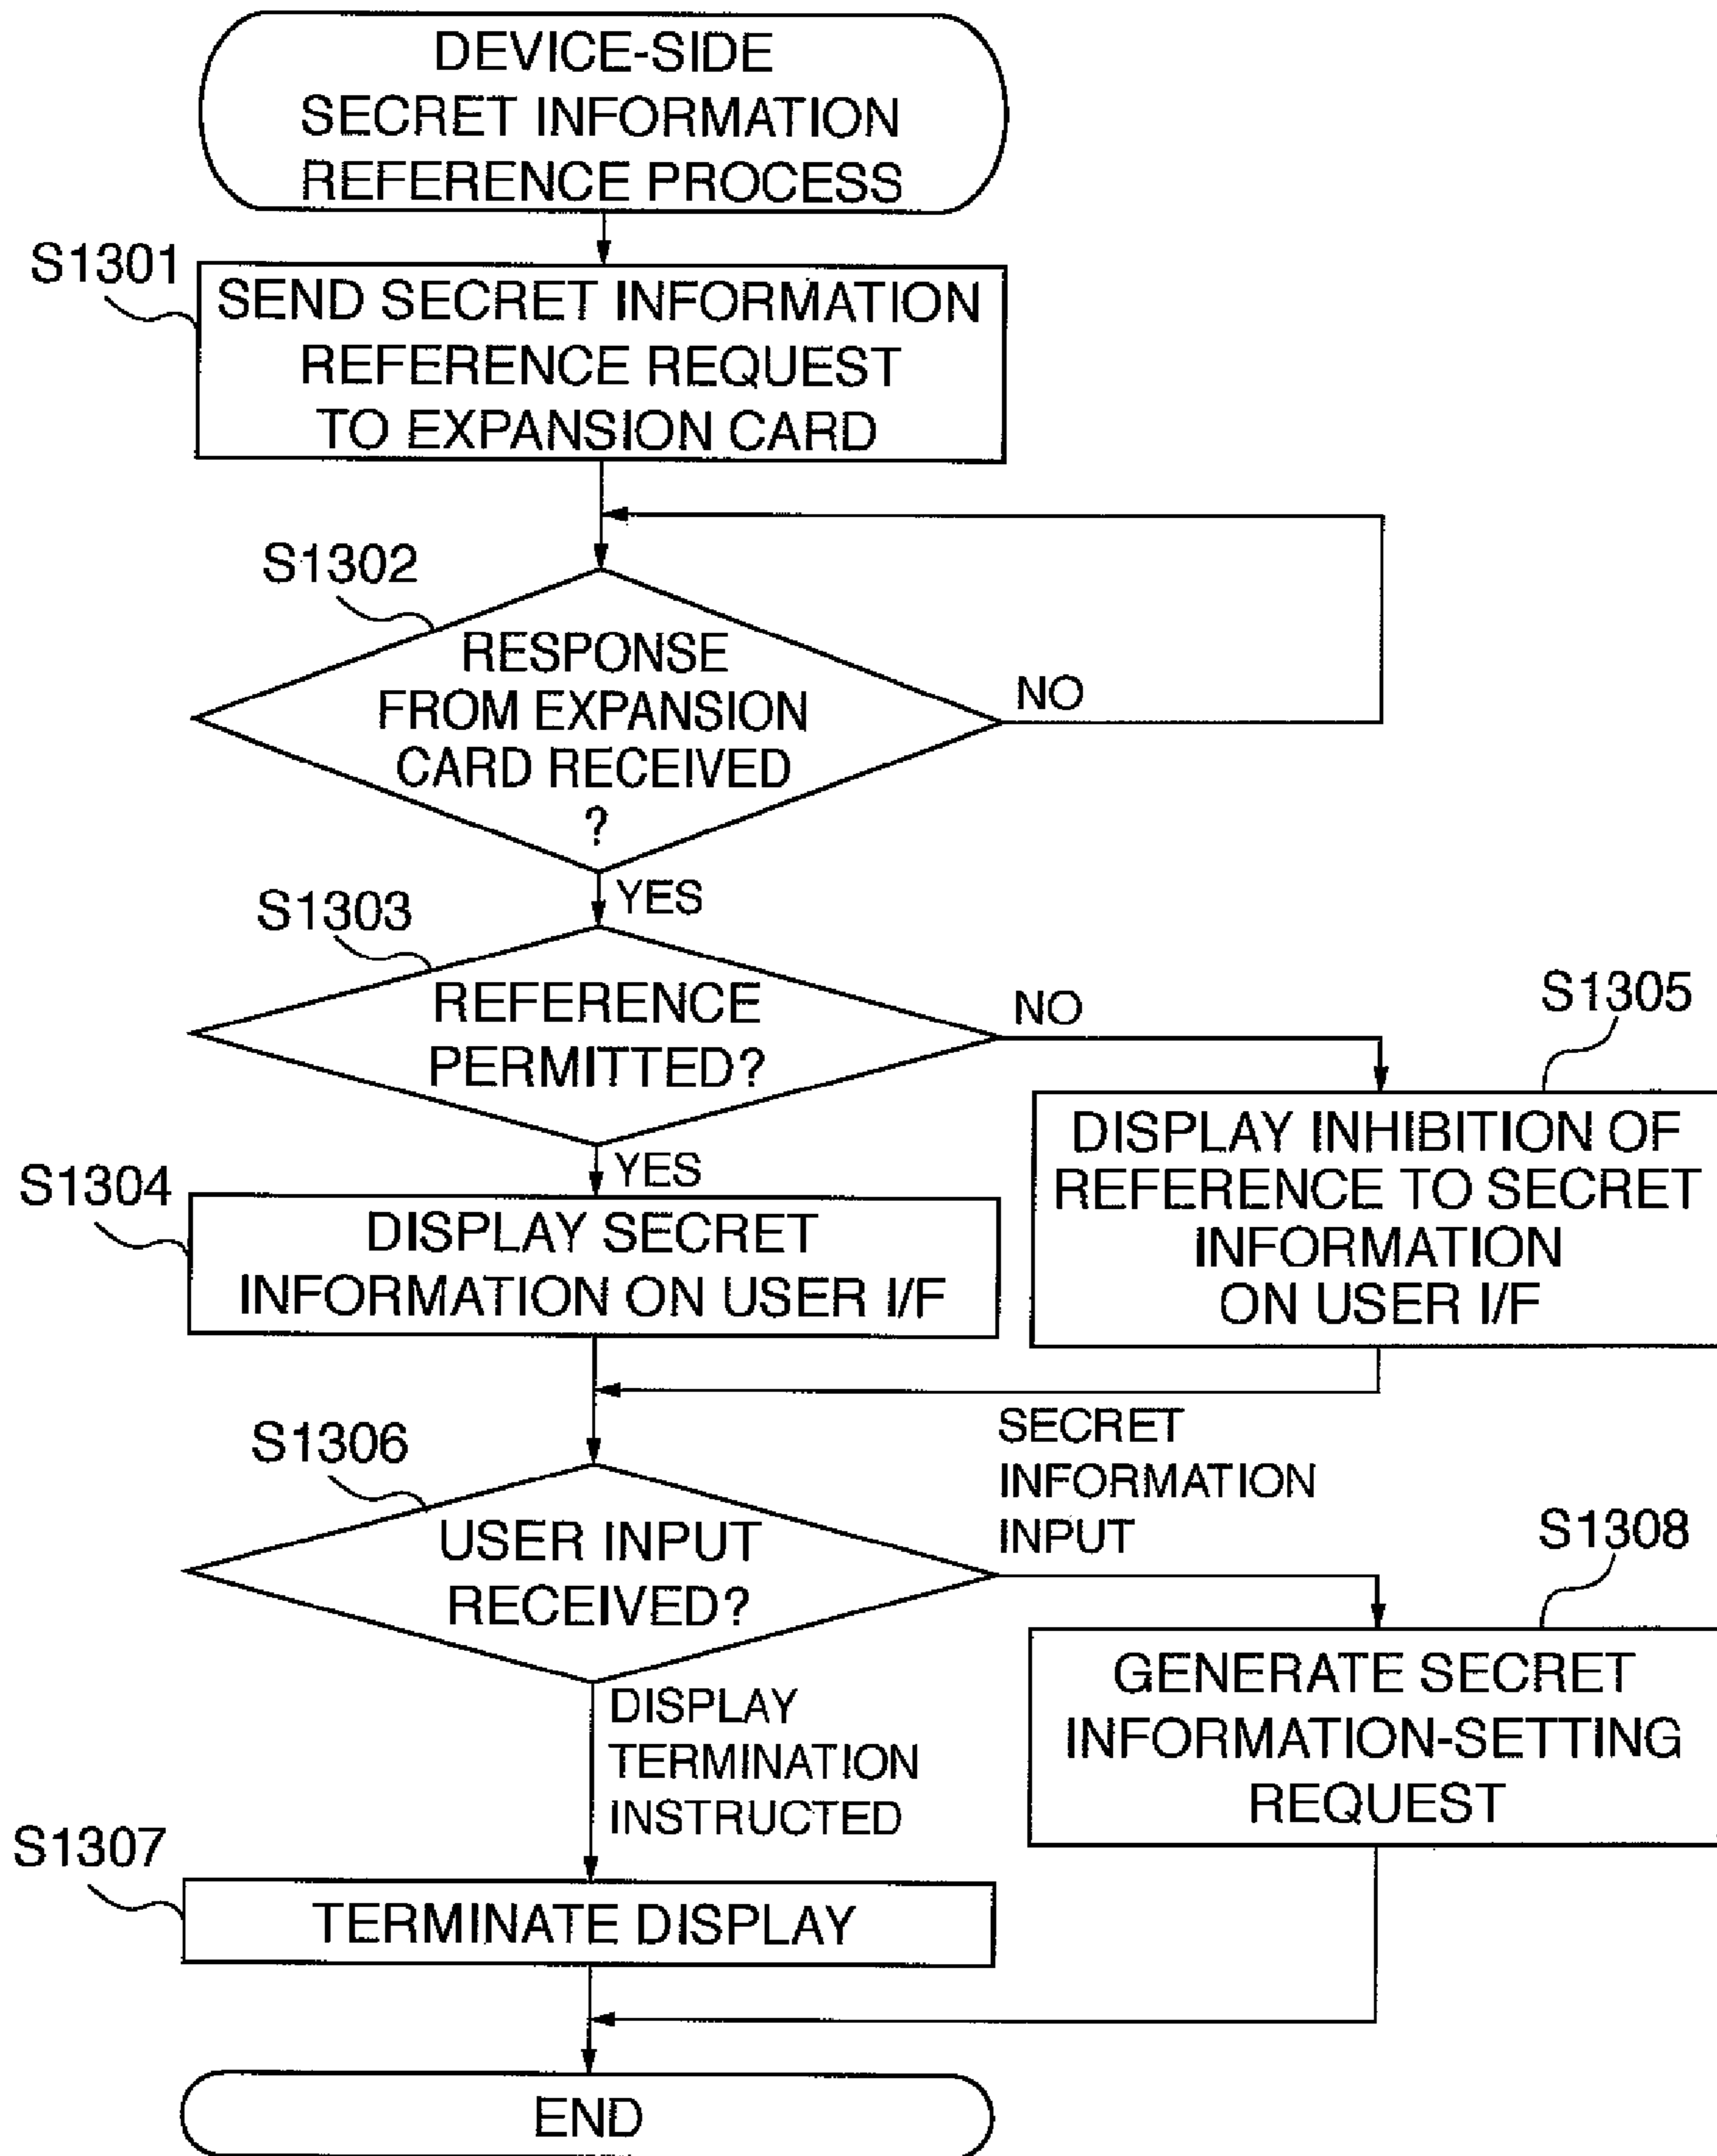 DEVICE-SIDE
SECRET INFORMATION
REFERENCE PROCESS
S1301
SEND SECRET INFORMATION
REFERENCE REQUEST
TO EXPANSION CARD
S1302
RESPONSE
FROM EXPANSION
CARD RECEIVED
?
NO
YES
S1303
REFERENCE
PERMITTED?
NO
YES
S1305
DISPLAY INHIBITION OF
REFERENCE TO SECRET
INFORMATION
ON USER I/F
S1304
DISPLAY SECRET
INFORMATION ON USER I/F
S1306
USER INPUT
RECEIVED?
SECRET
INFORMATION
INPUT
S1308
GENERATE SECRET
INFORMATION-SETTING
REQUEST
DISPLAY
TERMINATION
INSTRUCTED
S1307
TERMINATE DISPLAY
END